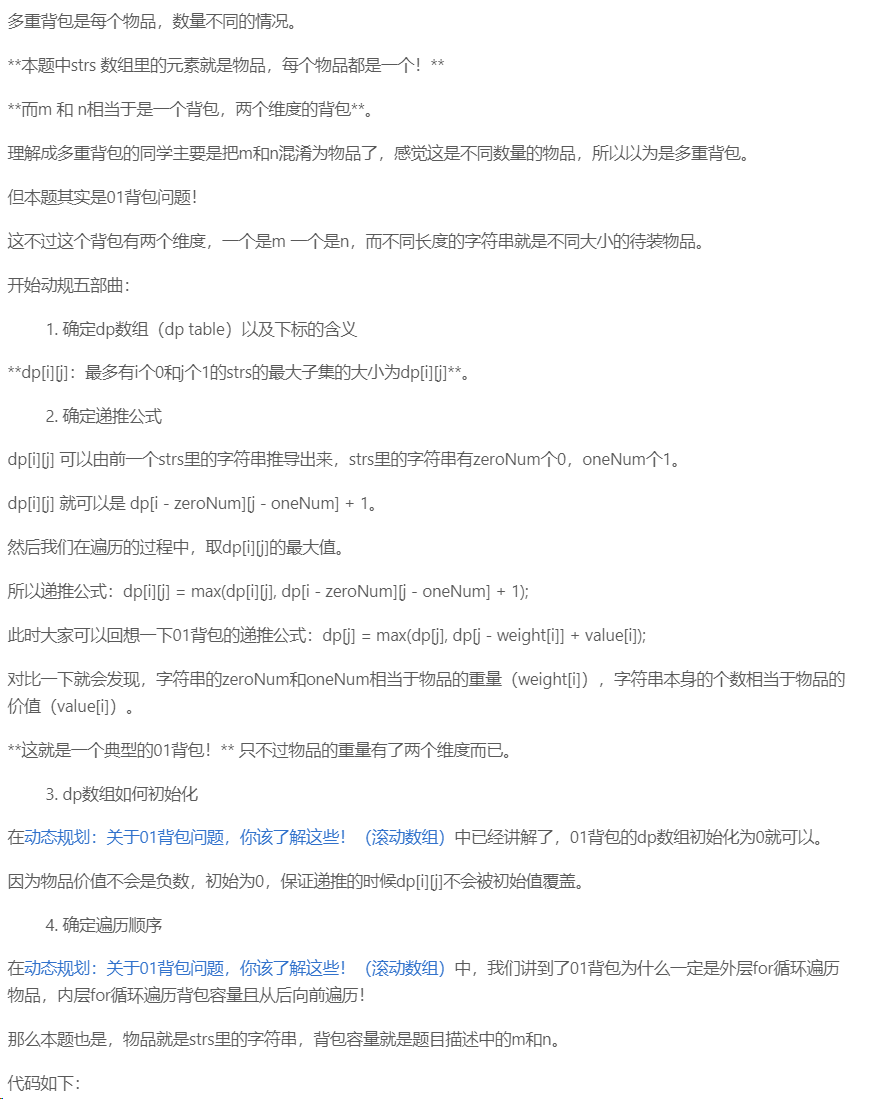 多重背包是每个物品，数量不同的情况。
**本题中strs 数组里的元素就是物品，每个物品都是一个！**
**而m 和 n相当于是一个背包，两个维度的背包**。
理解成多重背包的同学主要是把m和n混淆为物品了，感觉这是不同数量的物品，所以以为是多重背包。
但本题其实是01背包问题！
这不过这个背包有两个维度，一个是m 一个是n，而不同长度的字符串就是不同大小的待装物品。
开始动规五部曲：
1. 确定dp数组（dp table）以及下标的含义
**dp[i][j]：最多有i个0和j个1的strs的最大子集的大小为dp[i][j]**。
2. 确定递推公式
dp[i][j] 可以由前一个strs里的字符串推导出来，strs里的字符串有zeroNum个0，oneNum个1。
dp[i][j] 就可以是 dp[i - zeroNum][j - oneNum] + 1。
然后我们在遍历的过程中，取dp[i][j]的最大值。
所以递推公式：dp[i][j] = max(dp[i][j], dp[i - zeroNum][j - oneNum] + 1);
此时大家可以回想一下01背包的递推公式：dp[j] = max(dp[j], dp[j - weight[i]] + value[i]);
对比一下就会发现，字符串的zeroNum和oneNum相当于物品的重量（weight[i]），字符串本身的个数相当于物品的
价值（value[i]）。
**这就是一个典型的01背包！** 只不过物品的重量有了两个维度而已。
3. dp数组如何初始化
在动态规划：关于01背包问题，你该了解这些！（滚动数组）中已经讲解了，01背包的dp数组初始化为0就可以。
因为物品价值不会是负数，初始为0，保证递推的时候dp[i][j]不会被初始值覆盖。
4. 确定遍历顺序
在动态规划：关于01背包问题，你该了解这些！（滚动数组）中，我们讲到了01背包为什么一定是外层for循环遍历
物品，内层for循环遍历背包容量且从后向前遍历！
那么本题也是，物品就是strs里的字符串，背包容量就是题目描述中的m和n。
代码如下：